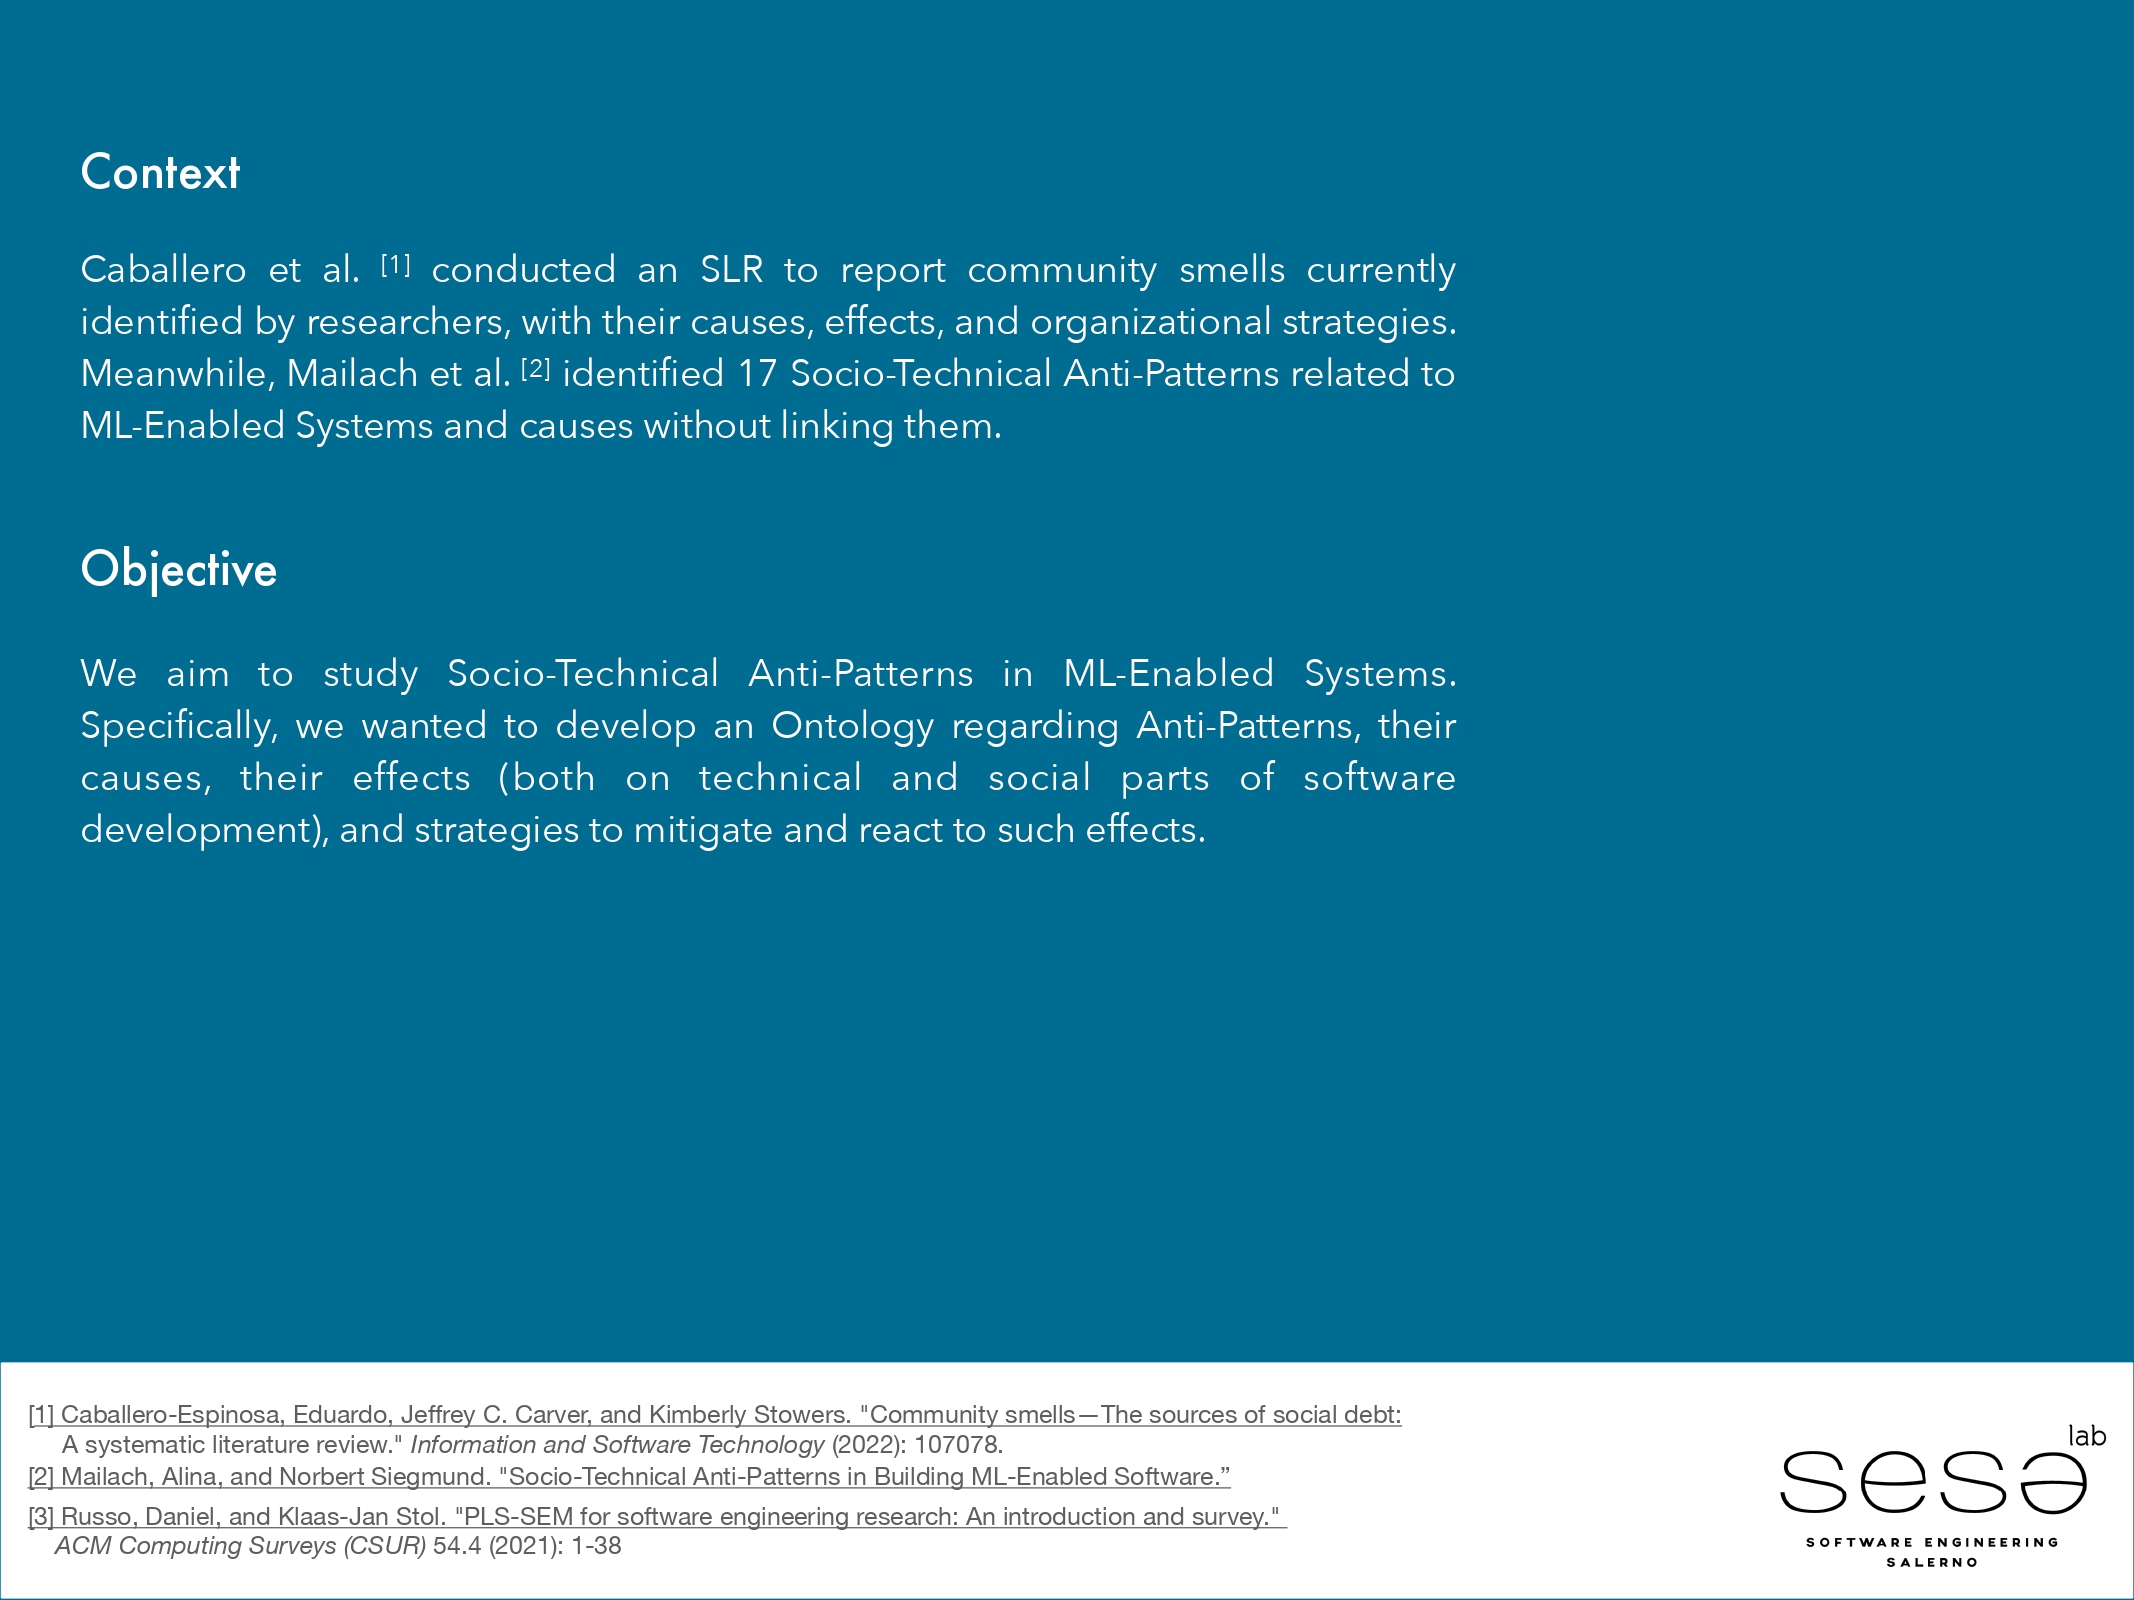 Context
Caballero et al. [1] conducted an SLR to report community smells currently
identified by researchers, with their causes, effects, and organizational strategies.
Meanwhile, Mailach et al. [2] identified 17 Socio-Technical Anti-Patterns related to
ML-Enabled Systems and causes without linking them.
Objective
We aim to study Socio-Technical Anti-Patterns in ML-Enabled Systems.
Specifically, we wanted to develop an Ontology regarding Anti-Patterns, their
causes, their effects (both on technical and social parts of software
development), and strategies to mitigate and react to such effects.
[1] Caballero-Espinosa, Eduardo, Jeffrey C. Carver, and Kimberly Stowers. "Community smells—The sources of social debt:
A systematic literature review." Information and Software Technology (2022): 107078.
[2] Mailach, Alina, and Norbert Siegmund. "Socio-Technical Anti-Patterns in Building ML-Enabled Software.”
[3] Russo, Daniel, and Klaas-Jan Stol. "PLS-SEM for software engineering research: An introduction and survey."
ACM Computing Surveys (CSUR) 54.4 (2021): 1-38
lab
sesa
SOFTWARE ENGINEERING
SALERNO